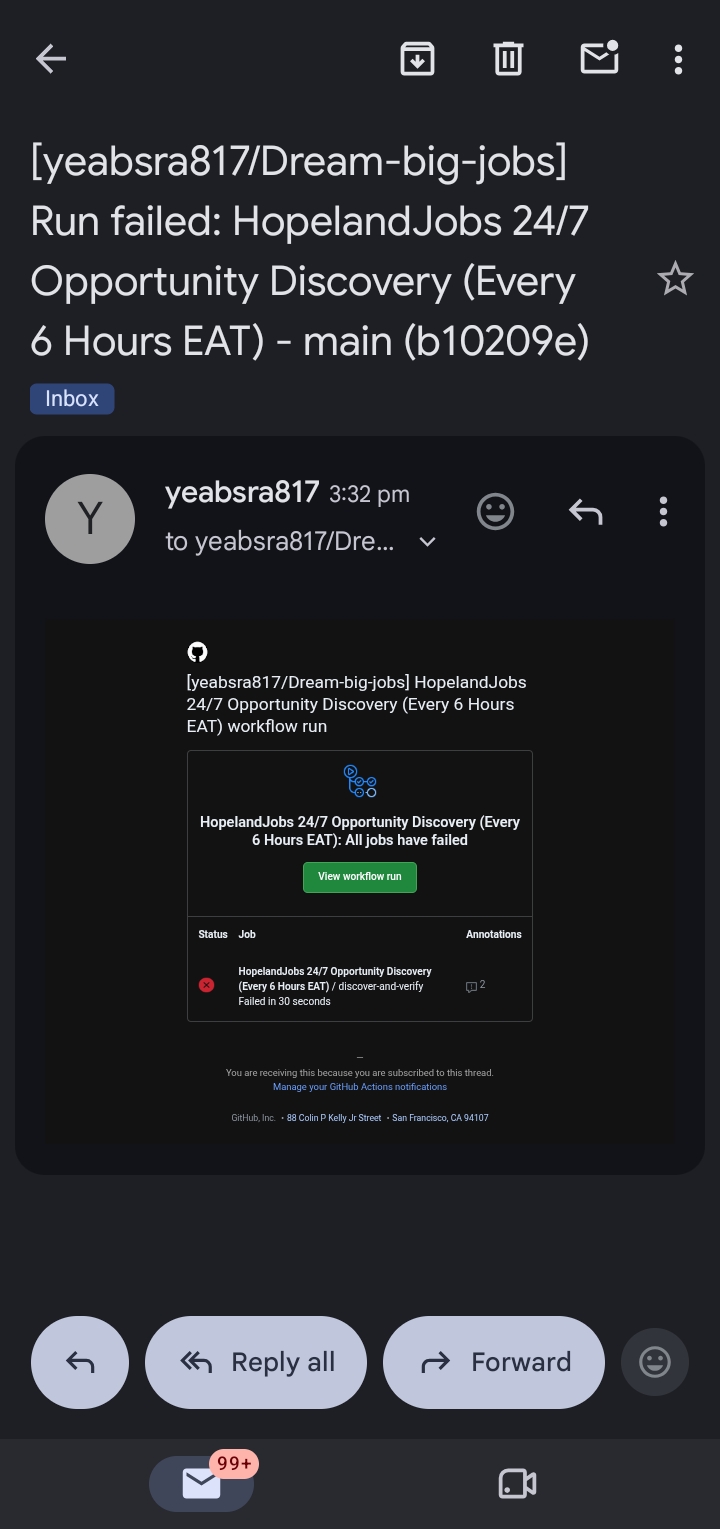 [yeabsra817/Dream-big-jobs]
Run failed: HopelandJobs 24/7
Opportunity Discovery (Every
6 Hours EAT) - main (b10209e)
Inbox
Y
yeabsra817 3:32 pm
to yeabsra817/Dre...
[yeabsra817/Dream-big-jobs] HopelandJobs
24/7 Opportunity Discovery (Every 6 Hours
EAT) workflow run
HopelandJobs 24/7 Opportunity Discovery (Every
6 Hours EAT): All jobs have failed
View workflow run
Status Job Annotations
HopelandJobs 24/7 Opportunity Discovery
(Every 6 Hours EAT) / discover-and-verify
Failed in 30 seconds
2
—
You are receiving this because you are subscribed to this thread.
Manage your GitHub Actions notifications
GitHub, Inc. ・88 Colin P Kelly Jr Street ・San Francisco, CA 94107
Reply all
Forward
99+